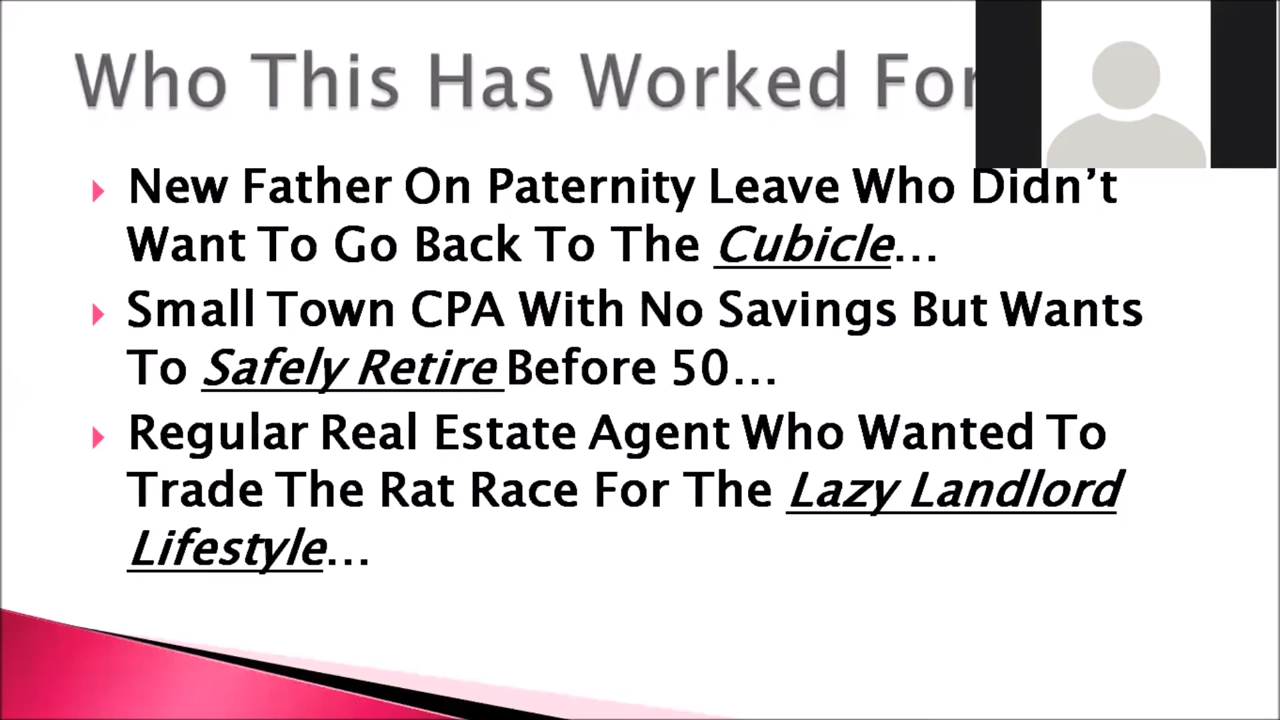 Who This Has Worked For
New Father On Paternity Leave Who Didn’t
Want To Go Back To The Cubicle...
Small Town CPA With No Savings But Wants
To Safely Retire Before 50...
Regular Real Estate Agent Who Wanted To
Trade The Rat Race For The Lazy Landlord
Lifestyle...